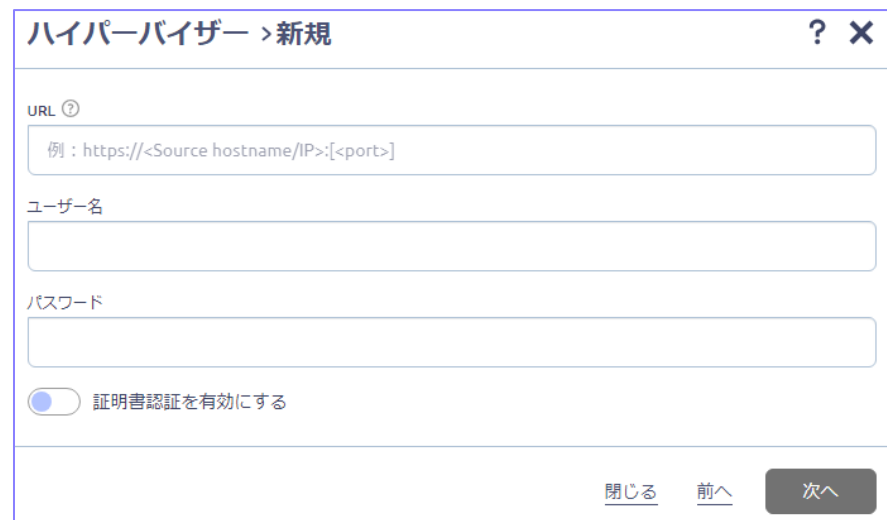 ハイパーバイザー >新規
? ×
URL ?
例：https://<Source hostname/IP>:[<port>]
ユーザー名
パスワード
証明書認証を有効にする
閉じる 前へ 次へ